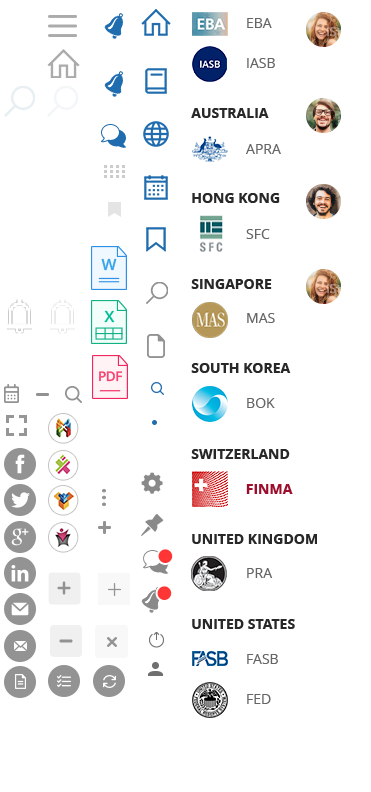 EBA
EBA
IASB
IASB
AUSTRALIA
APRA
HONG KONG
SFC
SFC
W
SINGAPORE
X
MAS
MAS
PDF
SOUTH KOREA
BOK
SWITZERLAND
f
g+
FINMA
UNITED KINGDOM
in
PRA
UNITED STATES
FASB
FASB
FED